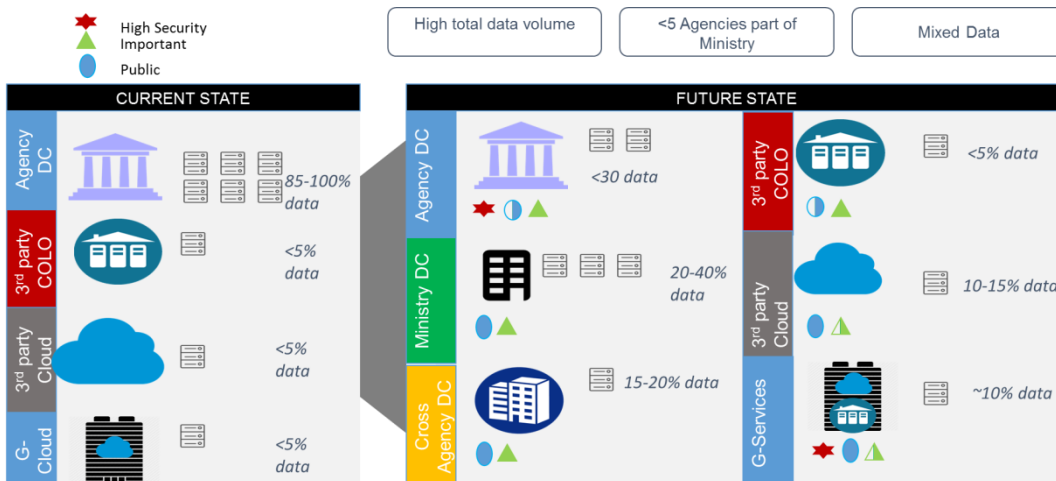 High Security
Important
Public
High total data volume
<5 Agencies part of
Ministry
Mixed Data
CURRENT STATE
Agency
DC
85-100%
data
3rd party
COLO
<5%
data
3rd party
Cloud
<5%
data
G-
Cloud
<5%
data
FUTURE STATE
Agency DC
<30 data
Ministry DC
20-40%
data
Cross
Agency DC
15-20% data
3rd party
COLO
<5% data
3rd party
Cloud
10-15% data
G-Services
~10% data